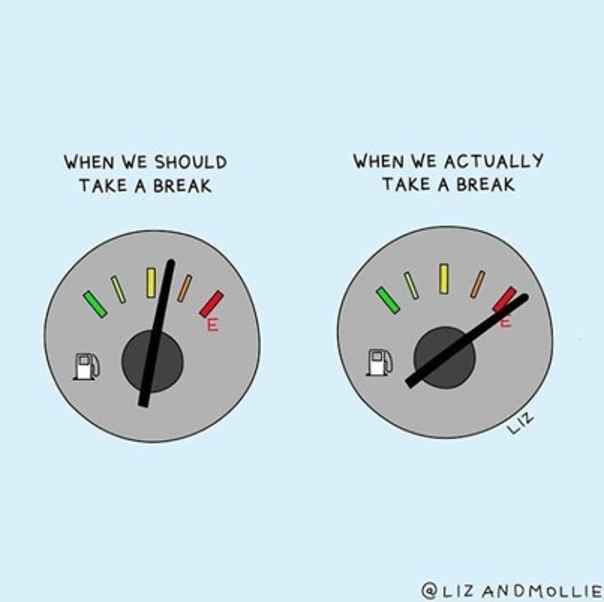 WHEN WE SHOULD
TAKE A BREAK
WHEN WE ACTUALLY
TAKE A BREAK
E
E
LIZ
@LIZANDMOLLIE